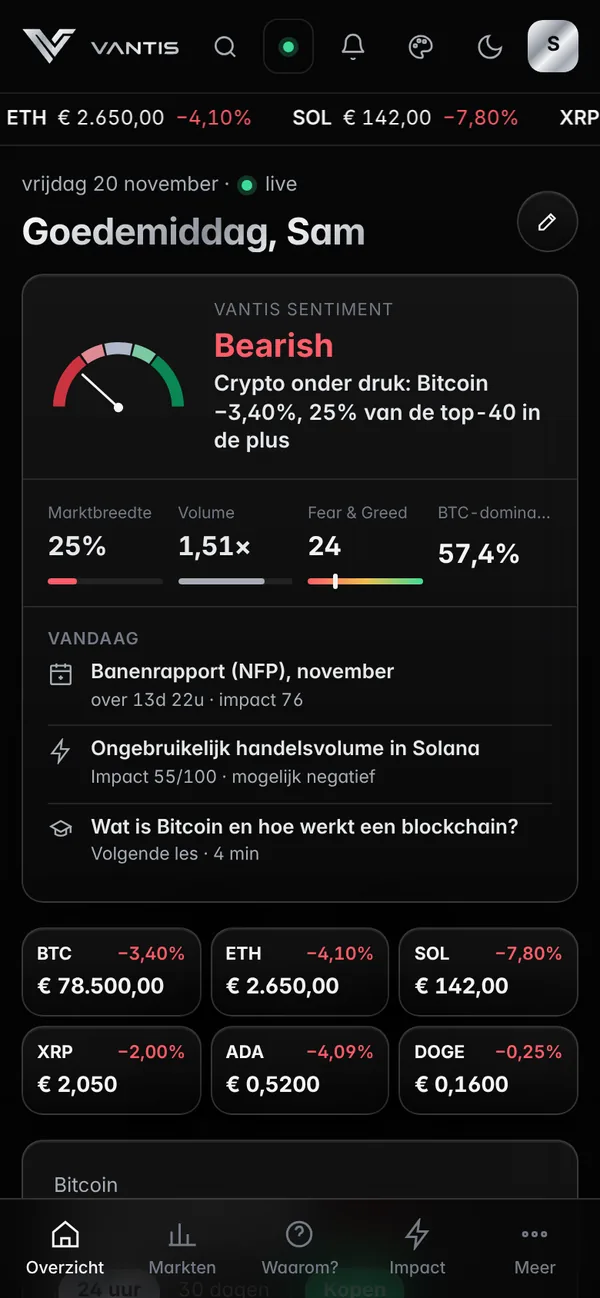 VANTIS
S
ETH € 2.650,00 −4,10% SOL € 142,00 −7,80% XRP
vrijdag 20 november · live
Goedemiddag, Sam
VANTIS SENTIMENT
Bearish
Crypto onder druk: Bitcoin
−3,40%, 25% van de top-40 in
de plus
Marktbreedte Volume Fear & Greed BTC-domina...
25% 1,51× 24 57,4%
VANDAAG
Banenrapport (NFP), november
over 13d 22u · impact 76
Ongebruikelijk handelsvolume in Solana
Impact 55/100 · mogelijk negatief
Wat is Bitcoin en hoe werkt een blockchain?
Volgende les · 4 min
BTC −3,40% ETH −4,10% SOL −7,80%
€ 78.500,00 € 2.650,00 € 142,00
XRP −2,00% ADA −4,09% DOGE −0,25%
€ 2,050 € 0,5200 € 0,1600
Bitcoin
Overzicht Markten Waarom? Impact Meer
24 uur 30 dagen Kopen